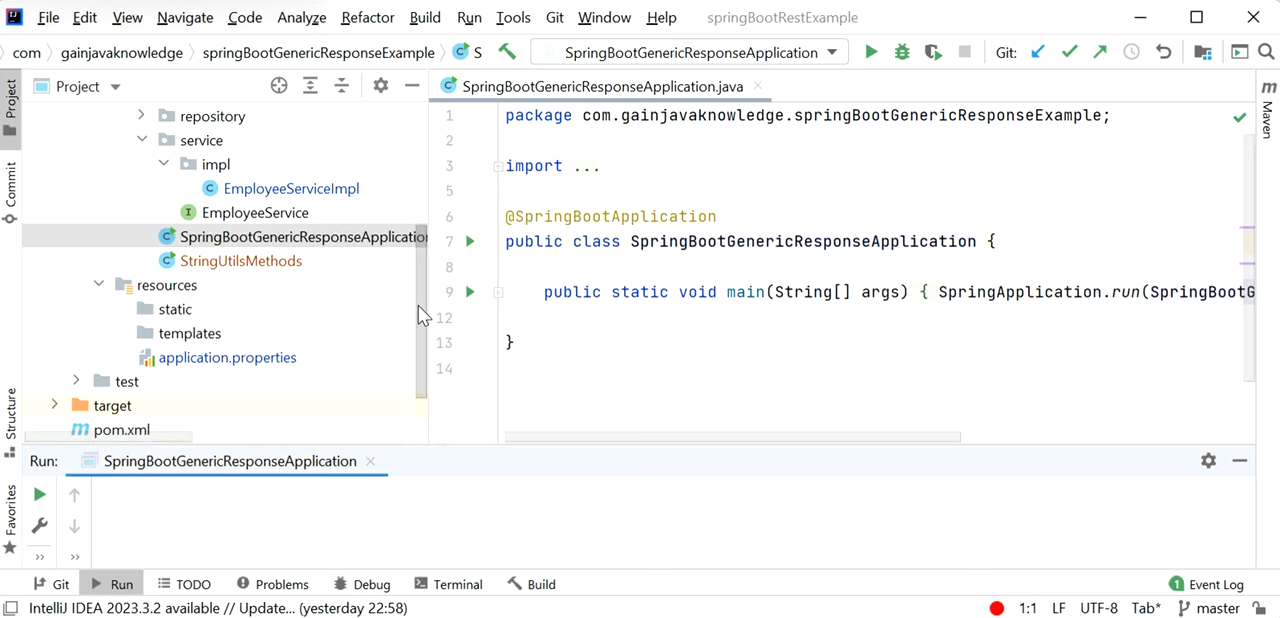 File Edit View Navigate Code Analyze Refactor Build Run Tools Git Window Help springBootRestExample
com gainjavaknowledge springBootGenericResponseExample C S SpringBootGenericResponseApplication Git:
Project
SpringBootGenericResponseApplication.java
repository
service
impl
EmployeeServiceImpl
EmployeeService
SpringBootGenericResponseApplication
StringUtilsMethods
resources
static
templates
application.properties
test
target
pom.xml
1 package com.gainjavaknowledge.springBootGenericResponseExample;
2
3 import ...
5
6 @SpringBootApplication
7 public class SpringBootGenericResponseApplication {
8
9 public static void main(String[] args) { SpringApplication.run(SpringBootG
12
13 }
14
Project
Commit
Structure
Favorites
Maven
Run: SpringBootGenericResponseApplication
Git Run TODO Problems Debug Terminal Build 1 Event Log
IntelliJ IDEA 2023.3.2 available // Update... (yesterday 22:58) 1:1 LF UTF-8 Tab* master